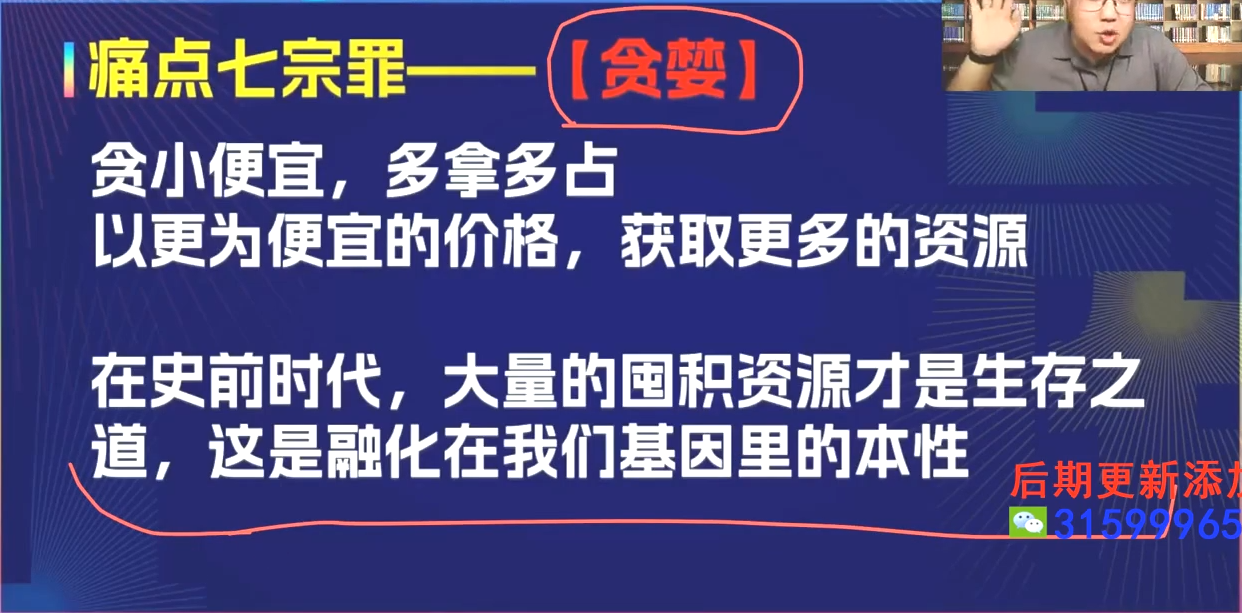 痛点七宗罪——【贪婪】
贪小便宜，多拿多占
以更为便宜的价格，获取更多的资源
在史前时代，大量的囤积资源才是生存之
道，这是融化在我们基因里的本性
后期更新添加
31599965